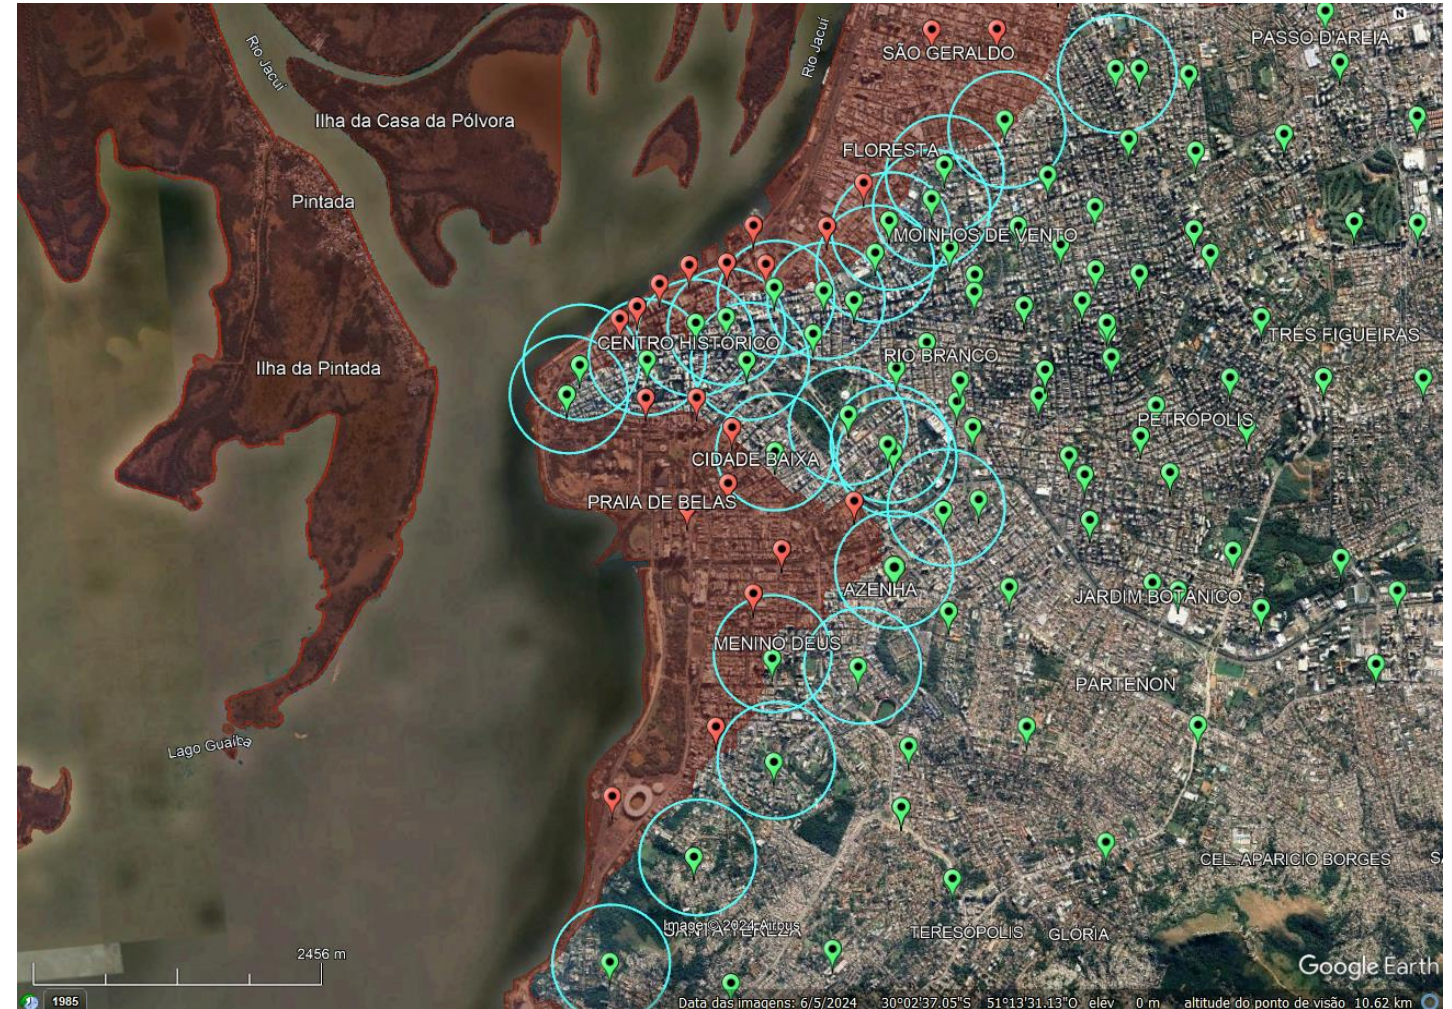 N
PASSO D'AREIA
SÃO GERALDO
Rio Jacuí
Rio Jacuí
Ilha da Casa da Pólvora
FLORESTA
Pintada
MOINHOS DE VENTO
CENTRO HISTÓRICO
RIO BRANCO
TRÊS FIGUEIRAS
Ilha da Pintada
PETRÓPOLIS
CIDADE BAIXA
PRAIA DE BELAS
AZENHA
JARDIM BOTÂNICO
MENINO DEUS
PARTENON
Lago Guaíba
CEL. APARICIO BORGES
Image © 2024 Airbus
SANTA TEREZA
TERESÓPOLIS
GLÓRIA
2456 m
Google Earth
1985
Data das imagens: 6/5/2024 30°02'37.05"S 51°13'31.13"O elev 0 m altitude do ponto de visão 10.62 km